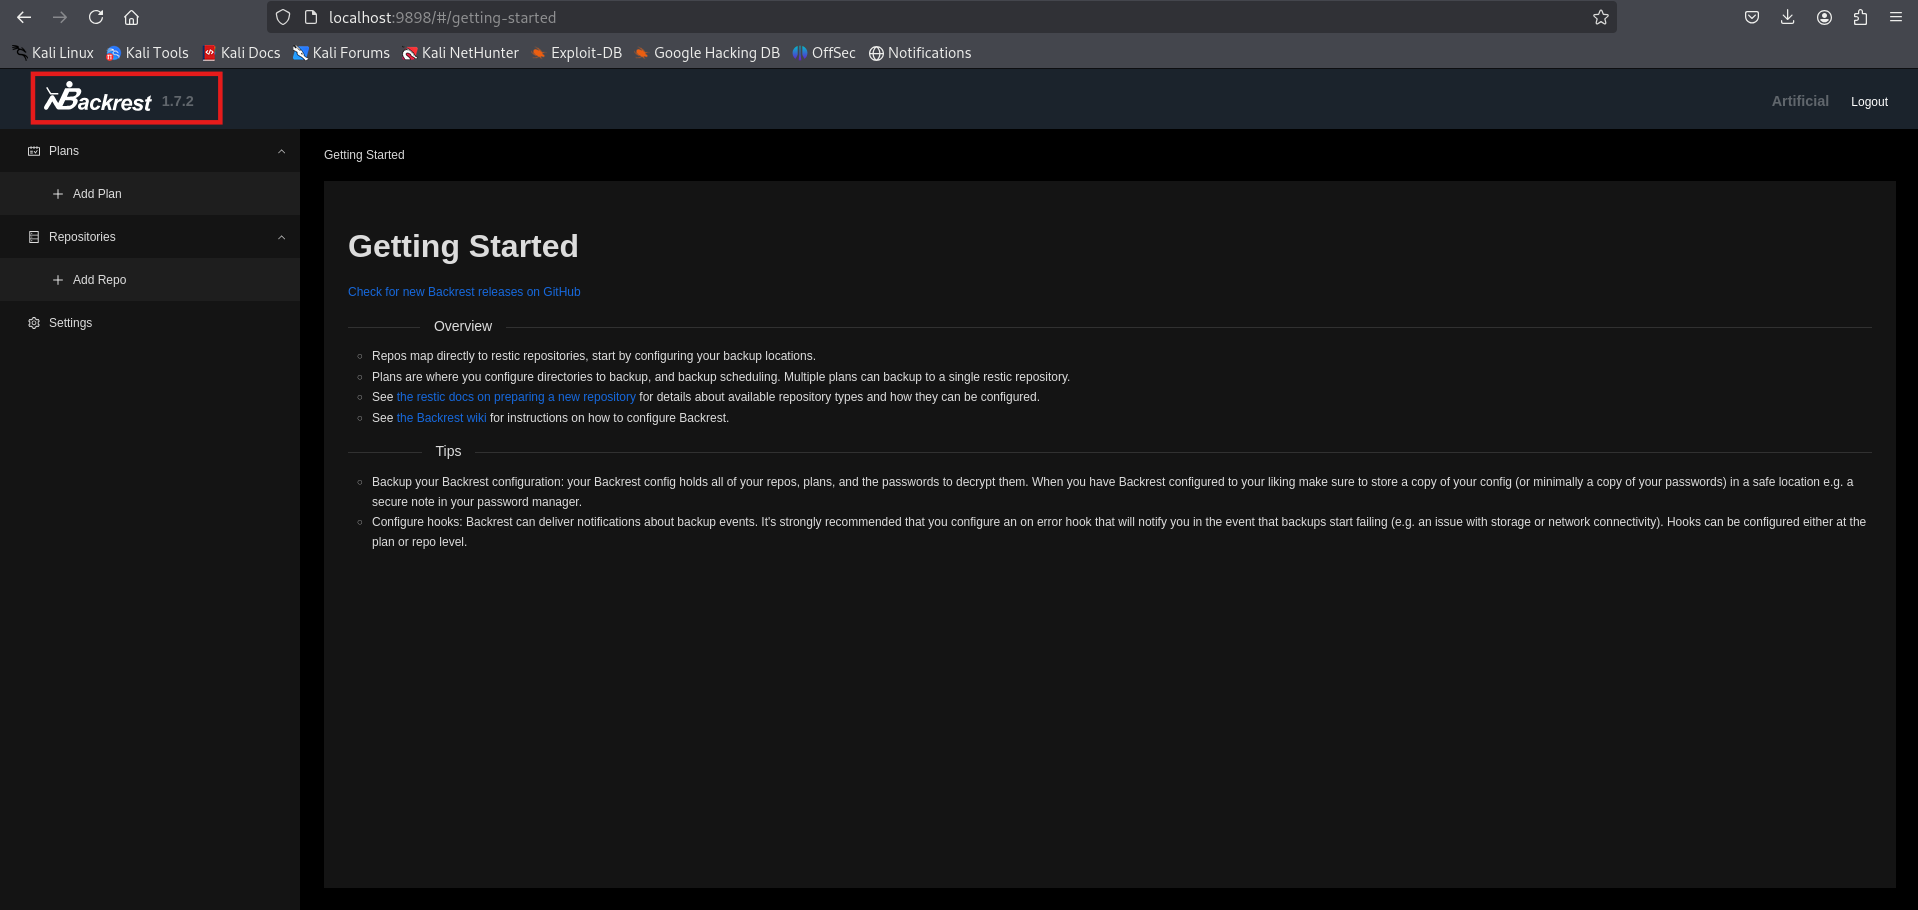 localhost:9898/#/getting-started
Kali Linux Kali Tools Kali Docs Kali Forums Kali NetHunter Exploit-DB Google Hacking DB OffSec Notifications
Backrest 1.7.2
Artificial Logout
Plans
Add Plan
Repositories
Add Repo
Settings
Getting Started
Getting Started
Check for new Backrest releases on GitHub
Overview
Repos map directly to restic repositories, start by configuring your backup locations.
Plans are where you configure directories to backup, and backup scheduling. Multiple plans can backup to a single restic repository.
See the restic docs on preparing a new repository for details about available repository types and how they can be configured.
See the Backrest wiki for instructions on how to configure Backrest.
Tips
Backup your Backrest configuration: your Backrest config holds all of your repos, plans, and the passwords to decrypt them. When you have Backrest configured to your liking make sure to store a copy of your config (or minimally a copy of your passwords) in a safe location e.g. a
secure note in your password manager.
Configure hooks: Backrest can deliver notifications about backup events. It's strongly recommended that you configure an on error hook that will notify you in the event that backups start failing (e.g. an issue with storage or network connectivity). Hooks can be configured either at the
plan or repo level.